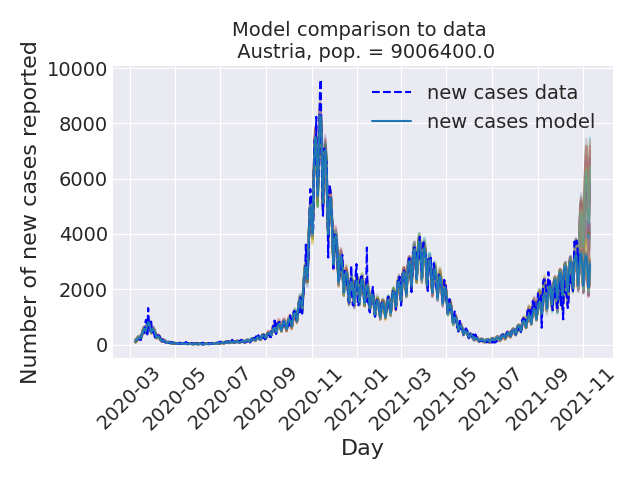 Model comparison to data
Austria, pop. = 9006400.0
Number of new cases reported
10000
8000
6000
4000
2000
0
new cases data
new cases model
2020-03
2020-05
2020-07
2020-09
2020-11
2021-01
2021-03
2021-05
2021-07
2021-09
2021-11
Day